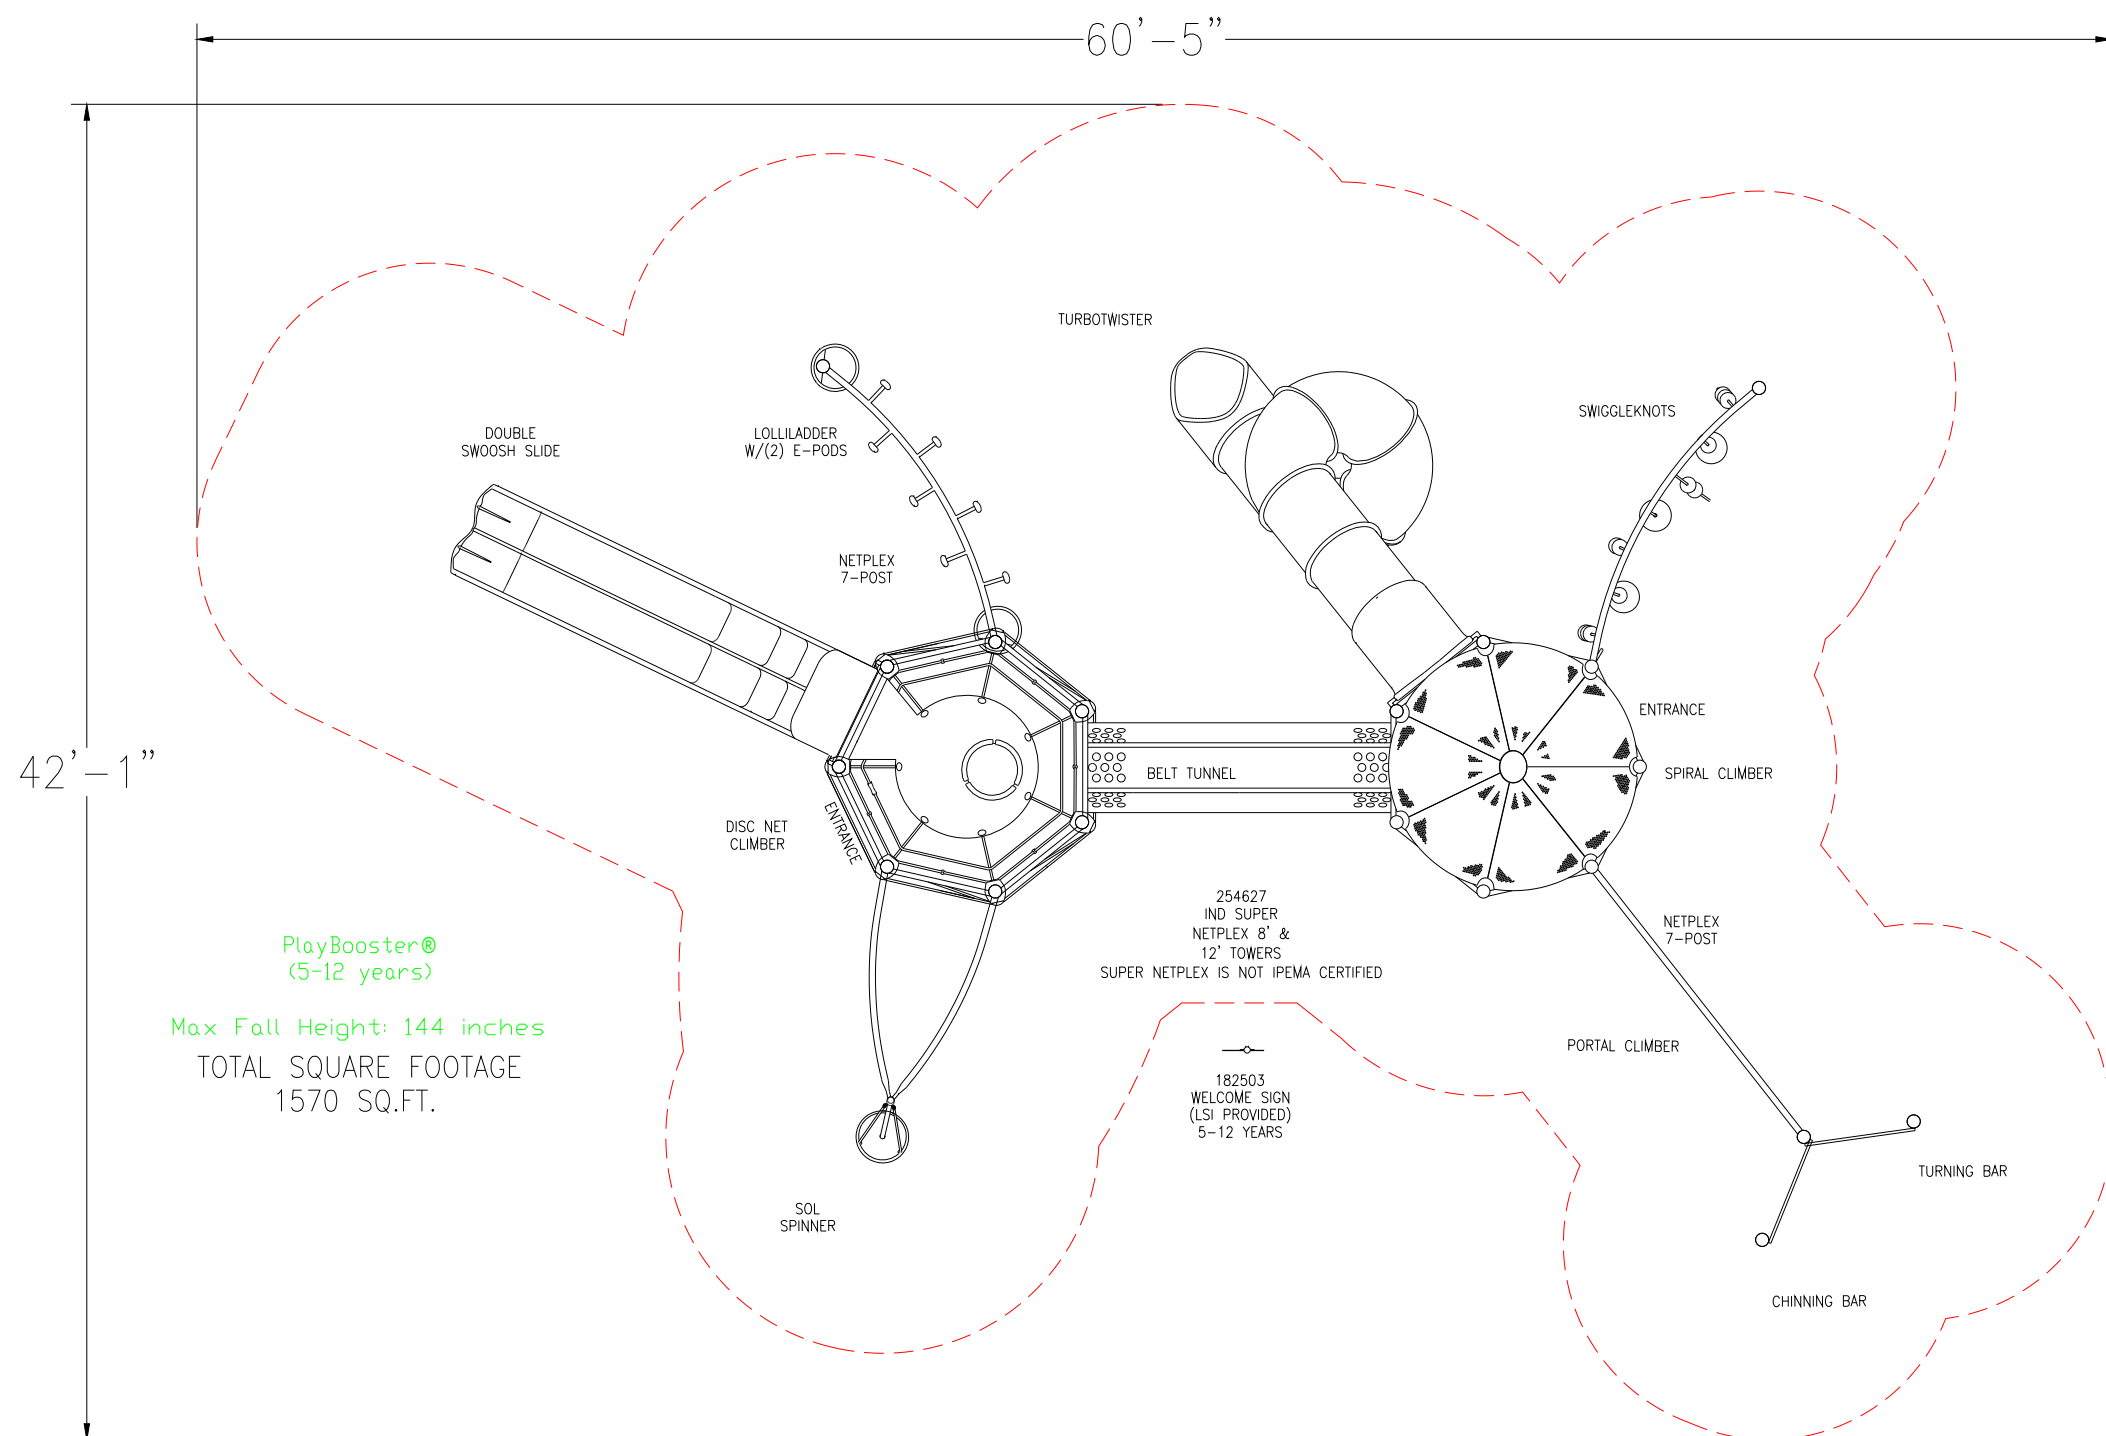 60'-5"
TURBOTWISTER
SWIGGLEKNOTS
DOUBLE
SWOOSH SLIDE
LOLLILADDER
W/(2) E-PODS
NETPLEX
7-POST
ENTRANCE
42'-1"
BELT TUNNEL
SPIRAL CLIMBER
DISC NET
CLIMBER
ENTRANCE
254627
IND SUPER
NETPLEX 8' &
12' TOWERS
SUPER NETPLEX IS NOT IPEMA CERTIFIED
NETPLEX
7-POST
PlayBooster®
(5-12 years)
Max Fall Height: 144 inches
TOTAL SQUARE FOOTAGE
1570 SQ.FT.
PORTAL CLIMBER
182503
WELCOME SIGN
(LSI PROVIDED)
5-12 YEARS
TURNING BAR
SOL
SPINNER
CHINNING BAR